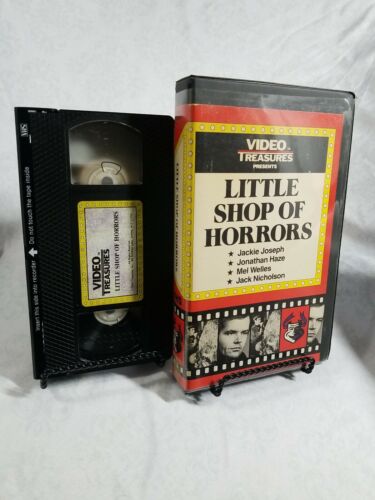 VHS
Do not touch the tape inside
Insert this side into recorder
VIDEO
TREASURES
LITTLE SHOP OF HORRORS
VIDEO
TREASURES
PRESENTS
LITTLE
SHOP OF
HORRORS
★ Jackie Joseph
★ Jonathan Haze
★ Mel Welles
★ Jack Nicholson